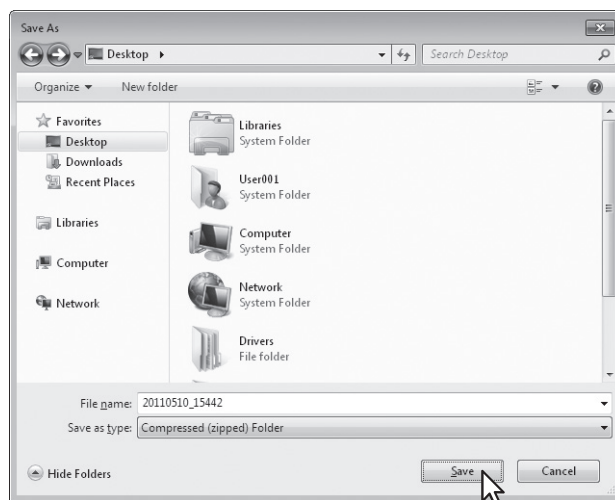 Save As
Desktop
Search Desktop
Organize
New folder
Favorites
Desktop
Downloads
Recent Places
Libraries
Computer
Network
Libraries
System Folder
User001
System Folder
Computer
System Folder
Network
System Folder
Drivers
File folder
File name: 20110510_15442
Save as type: Compressed (zipped) Folder
Hide Folders
Save
Cancel